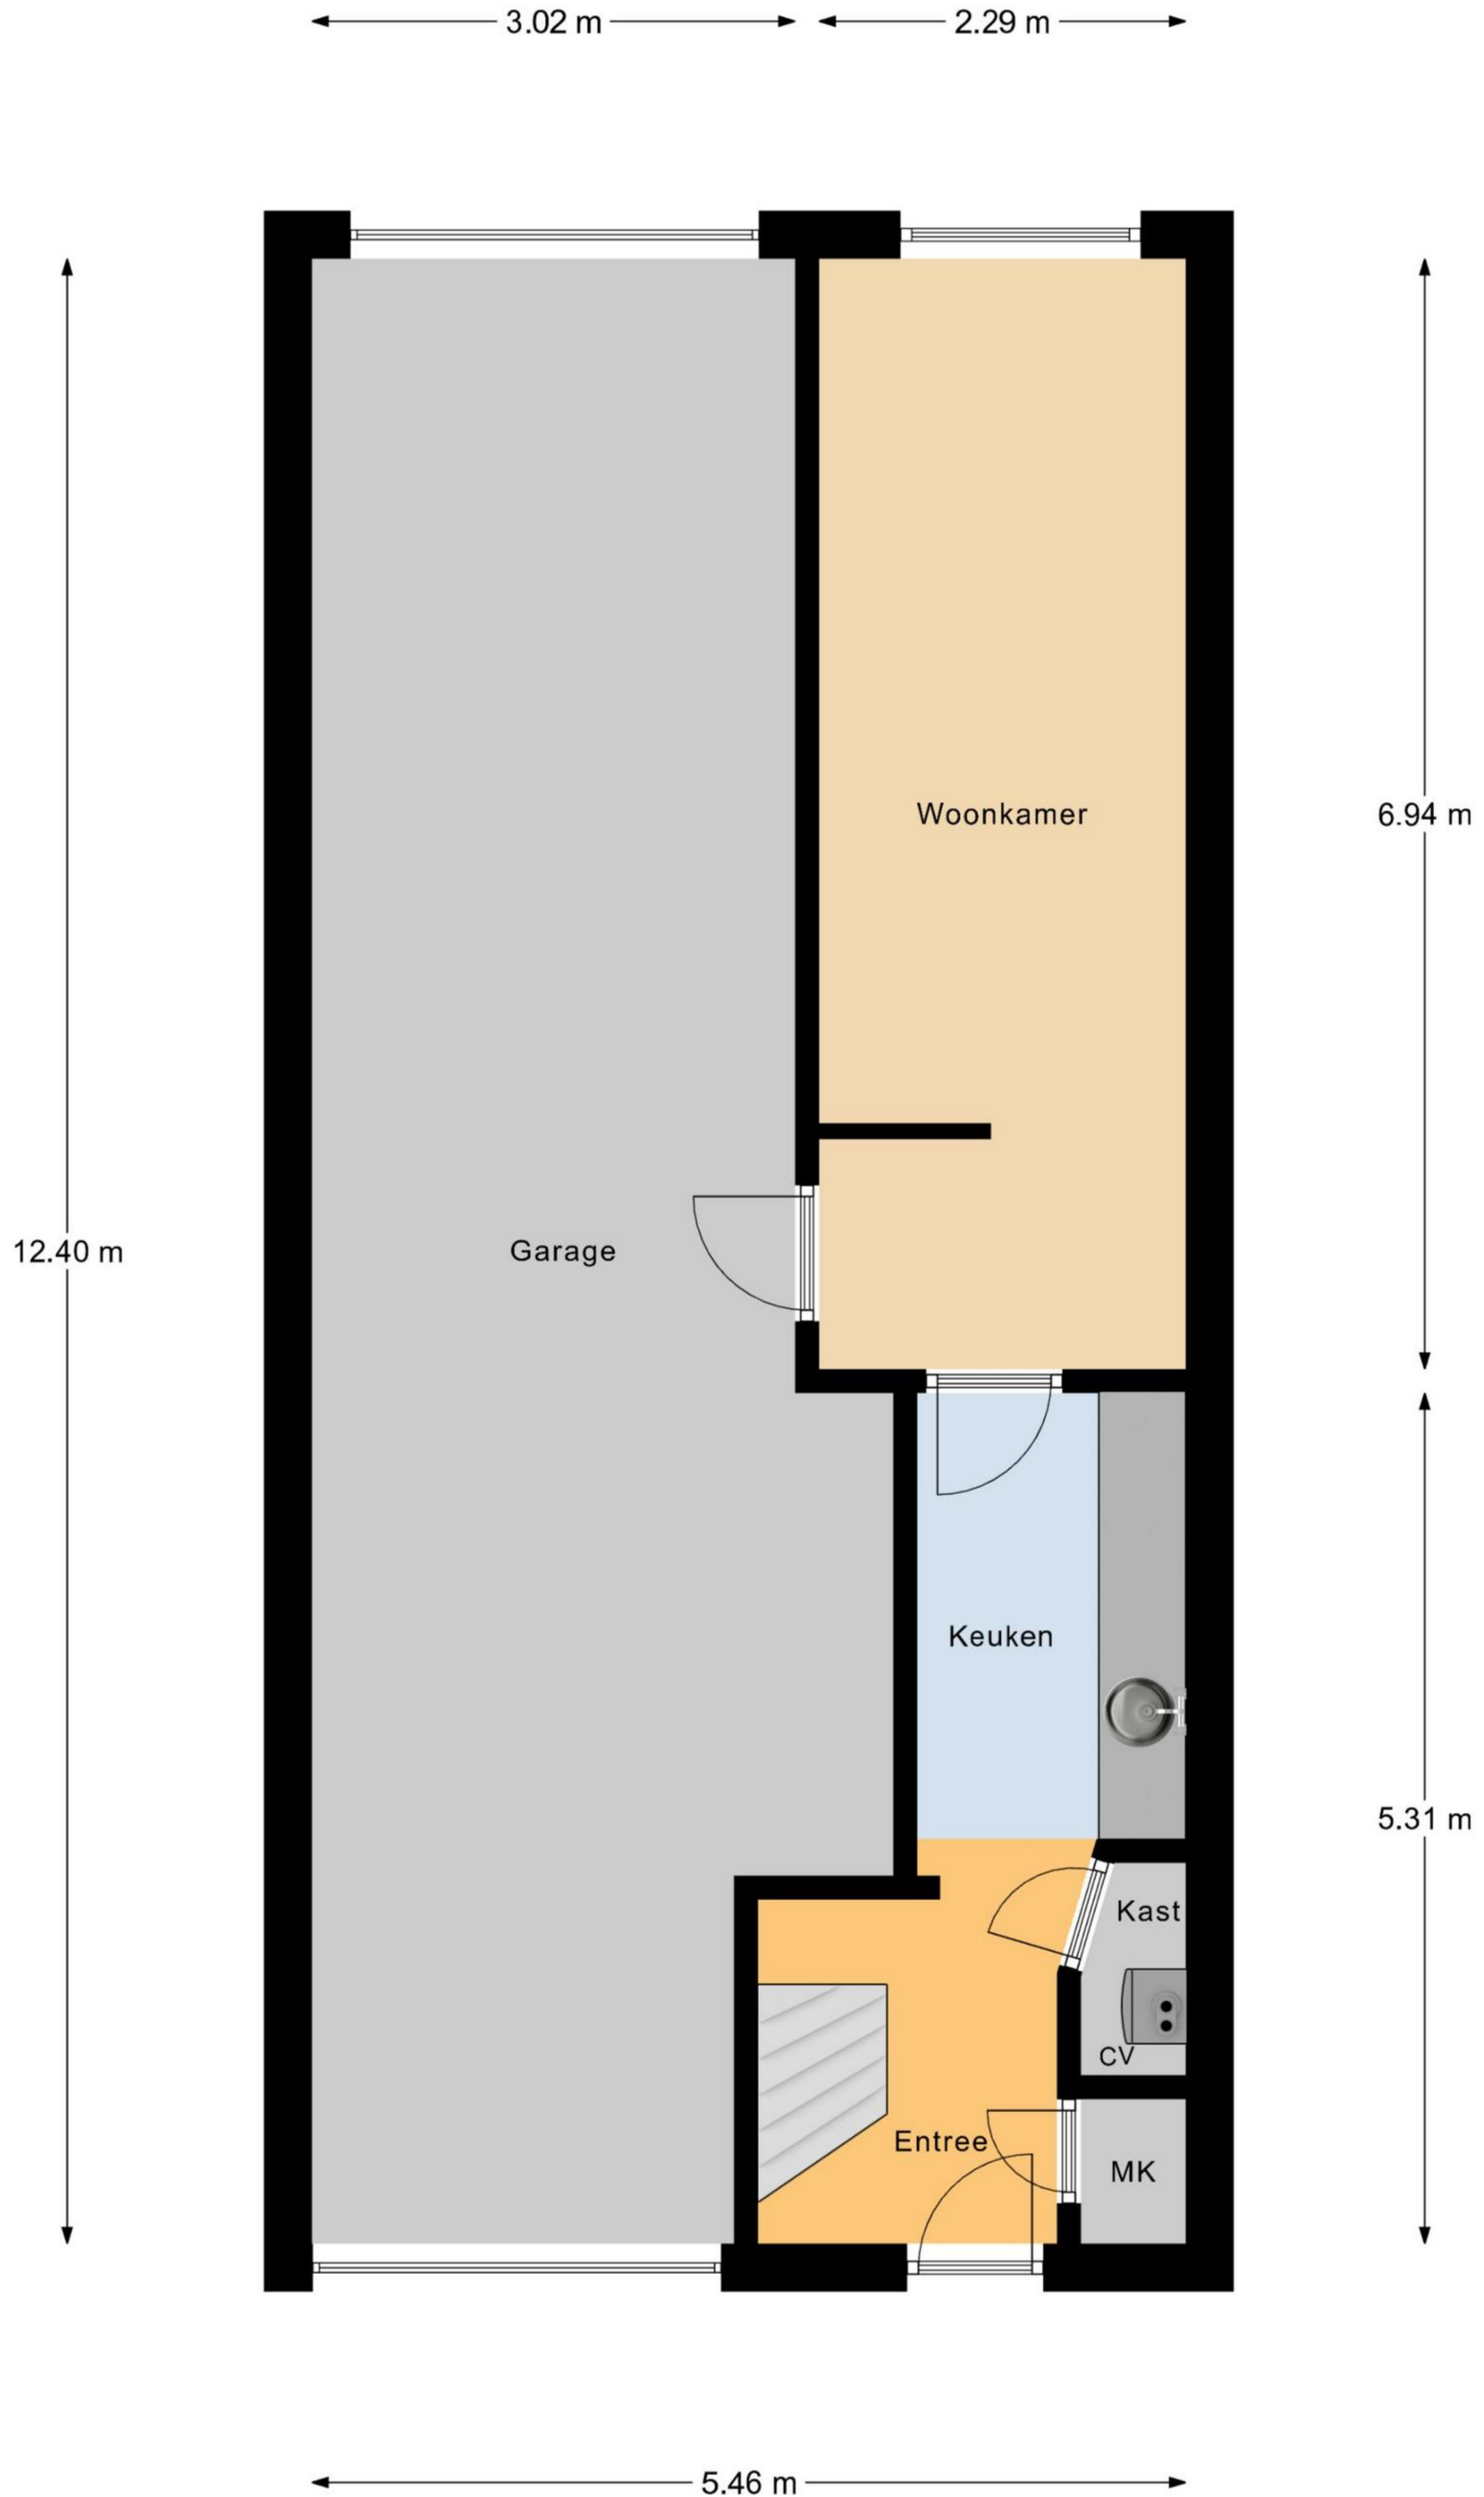 3.02 m
2.29 m
Woonkamer
6.94 m
12.40 m
Garage
Keuken
5.31 m
Kast
CV
Entree
MK
5.46 m